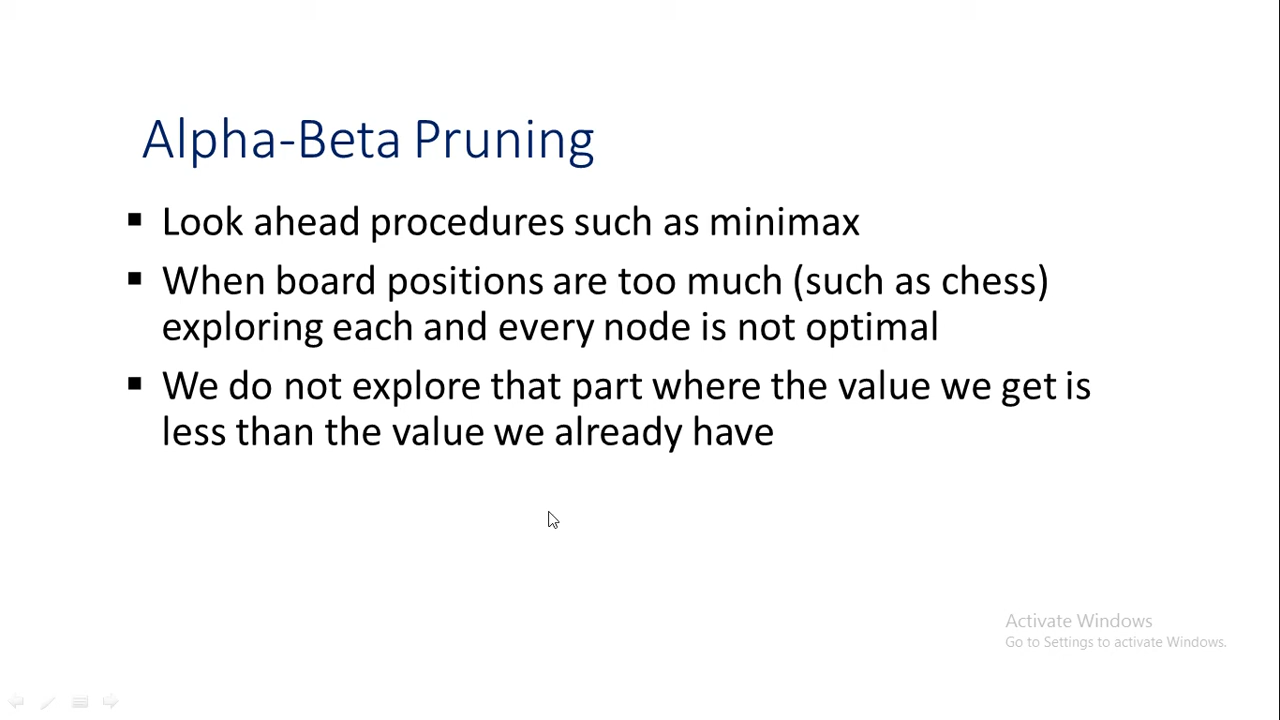 Alpha-Beta Pruning
▪ Look ahead procedures such as minimax
▪ When board positions are too much (such as chess)
exploring each and every node is not optimal
▪ We do not explore that part where the value we get is
less than the value we already have
Activate Windows
Go to Settings to activate Windows.